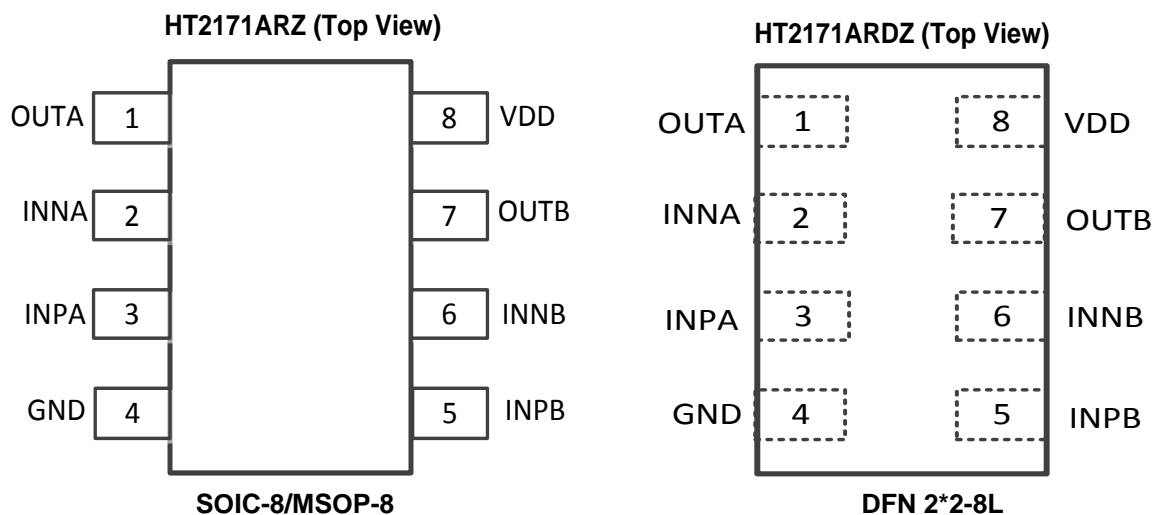 HT2171ARZ (Top View)
OUTA 1 8 VDD
INNA 2 7 OUTB
INPA 3 6 INNB
GND 4 5 INPB
SOIC-8/MSOP-8
HT2171ARDZ (Top View)
OUTA 1 8 VDD
INNA 2 7 OUTB
INPA 3 6 INNB
GND 4 5 INPB
DFN 2*2-8L